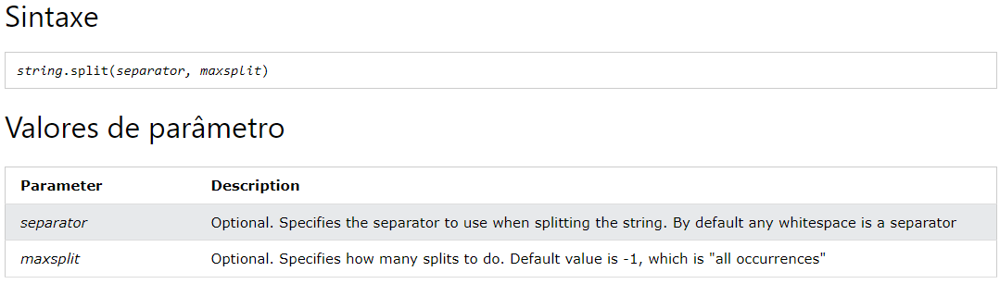 Sintaxe
string.split(separator, maxsplit)
Valores de parâmetro
Parameter Description
separator Optional. Specifies the separator to use when splitting the string. By default any whitespace is a separator
maxsplit Optional. Specifies how many splits to do. Default value is -1, which is "all occurrences"